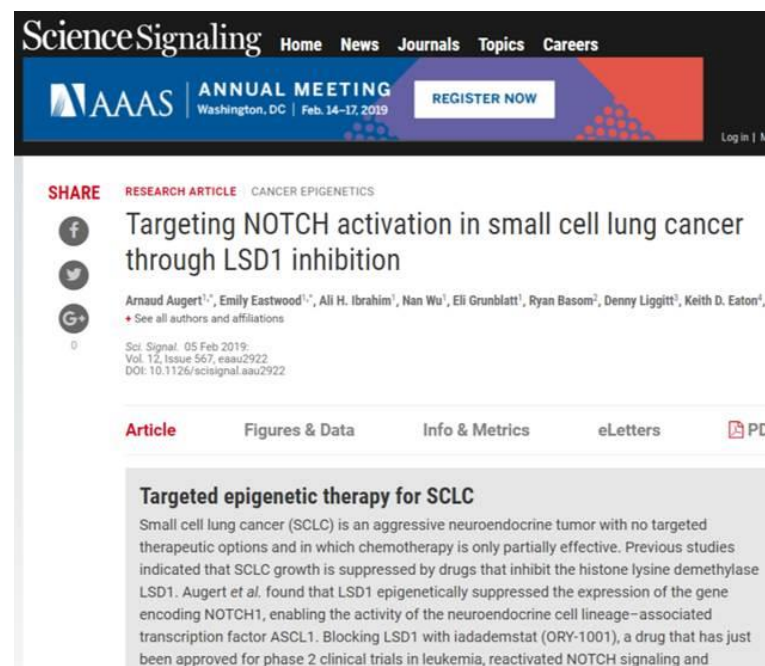 Science Signaling Home News Journals Topics Careers
AAAS ANNUAL MEETING
Washington, DC | Feb. 14–17, 2019
REGISTER NOW
Log in |
SHARE
RESEARCH ARTICLE | CANCER EPIGENETICS
Targeting NOTCH activation in small cell lung cancer
through LSD1 inhibition
Arnaud Augert1,*, Emily Eastwood1,*, Ali H. Ibrahim1, Nan Wu1, Eli Grunblatt1, Ryan Basom2, Denny Liggitt3, Keith D. Eaton4,
+ See all authors and affiliations
Sci. Signal. 05 Feb 2019:
Vol. 12, Issue 567, eaau2922
DOI: 10.1126/scisignal.aau2922
0
Article Figures & Data Info & Metrics eLetters PD
Targeted epigenetic therapy for SCLC
Small cell lung cancer (SCLC) is an aggressive neuroendocrine tumor with no targeted
therapeutic options and in which chemotherapy is only partially effective. Previous studies
indicated that SCLC growth is suppressed by drugs that inhibit the histone lysine demethylase
LSD1. Augert et al. found that LSD1 epigenetically suppressed the expression of the gene
encoding NOTCH1, enabling the activity of the neuroendocrine cell lineage–associated
transcription factor ASCL1. Blocking LSD1 with iadademstat (ORY-1001), a drug that has just
been approved for phase 2 clinical trials in leukemia, reactivated NOTCH signaling and